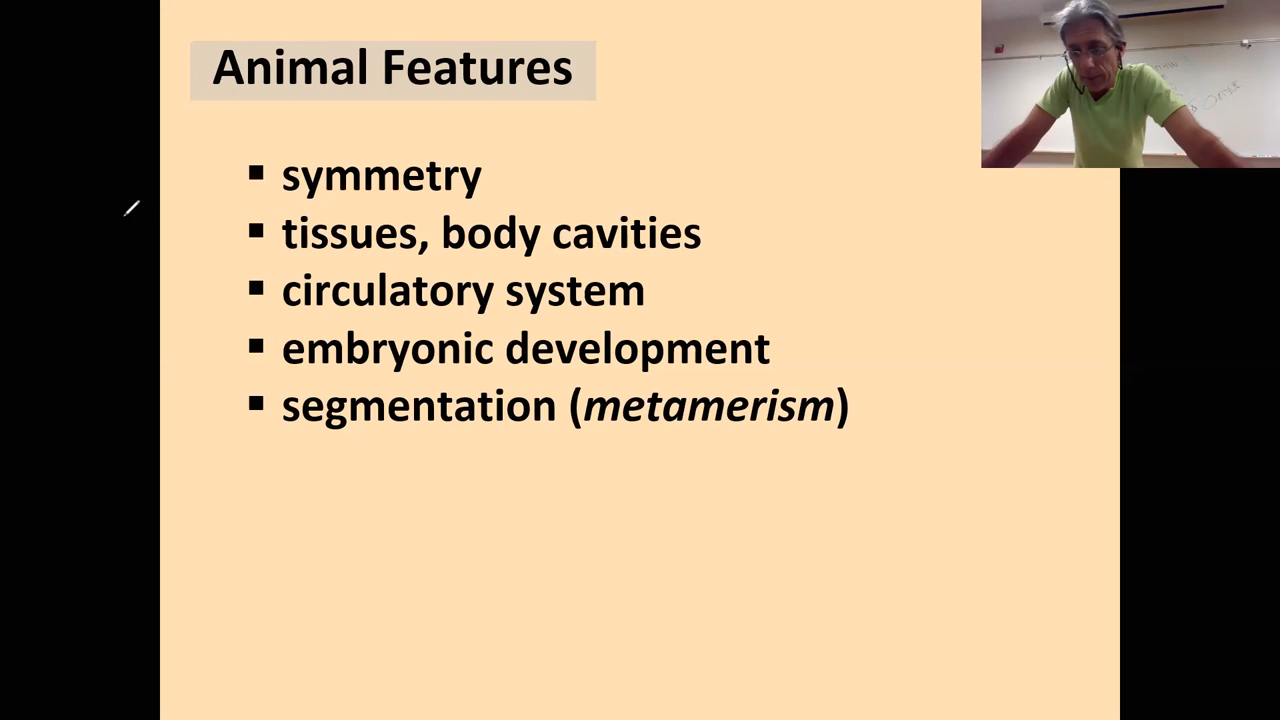 Animal Features
▪ symmetry
▪ tissues, body cavities
▪ circulatory system
▪ embryonic development
▪ segmentation (metamerism)